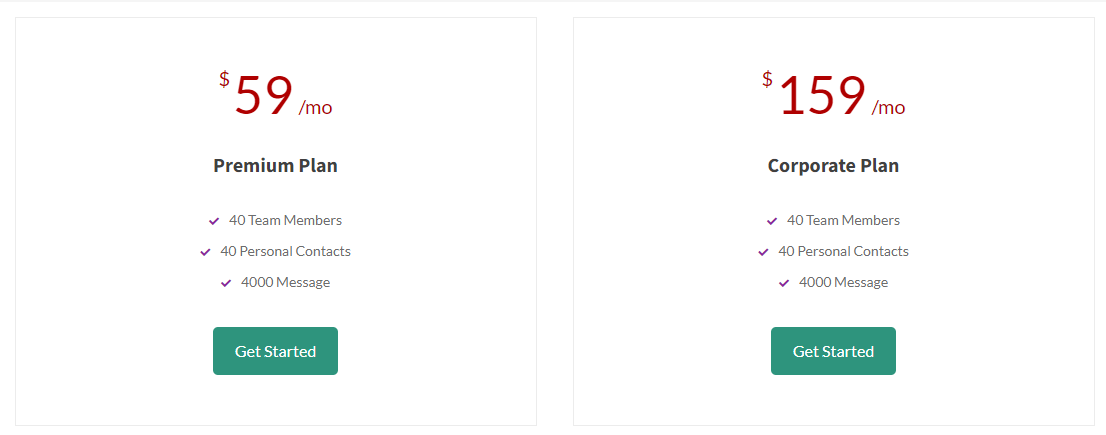 $59/mo
Premium Plan
40 Team Members
40 Personal Contacts
4000 Message
Get Started
$159/mo
Corporate Plan
40 Team Members
40 Personal Contacts
4000 Message
Get Started